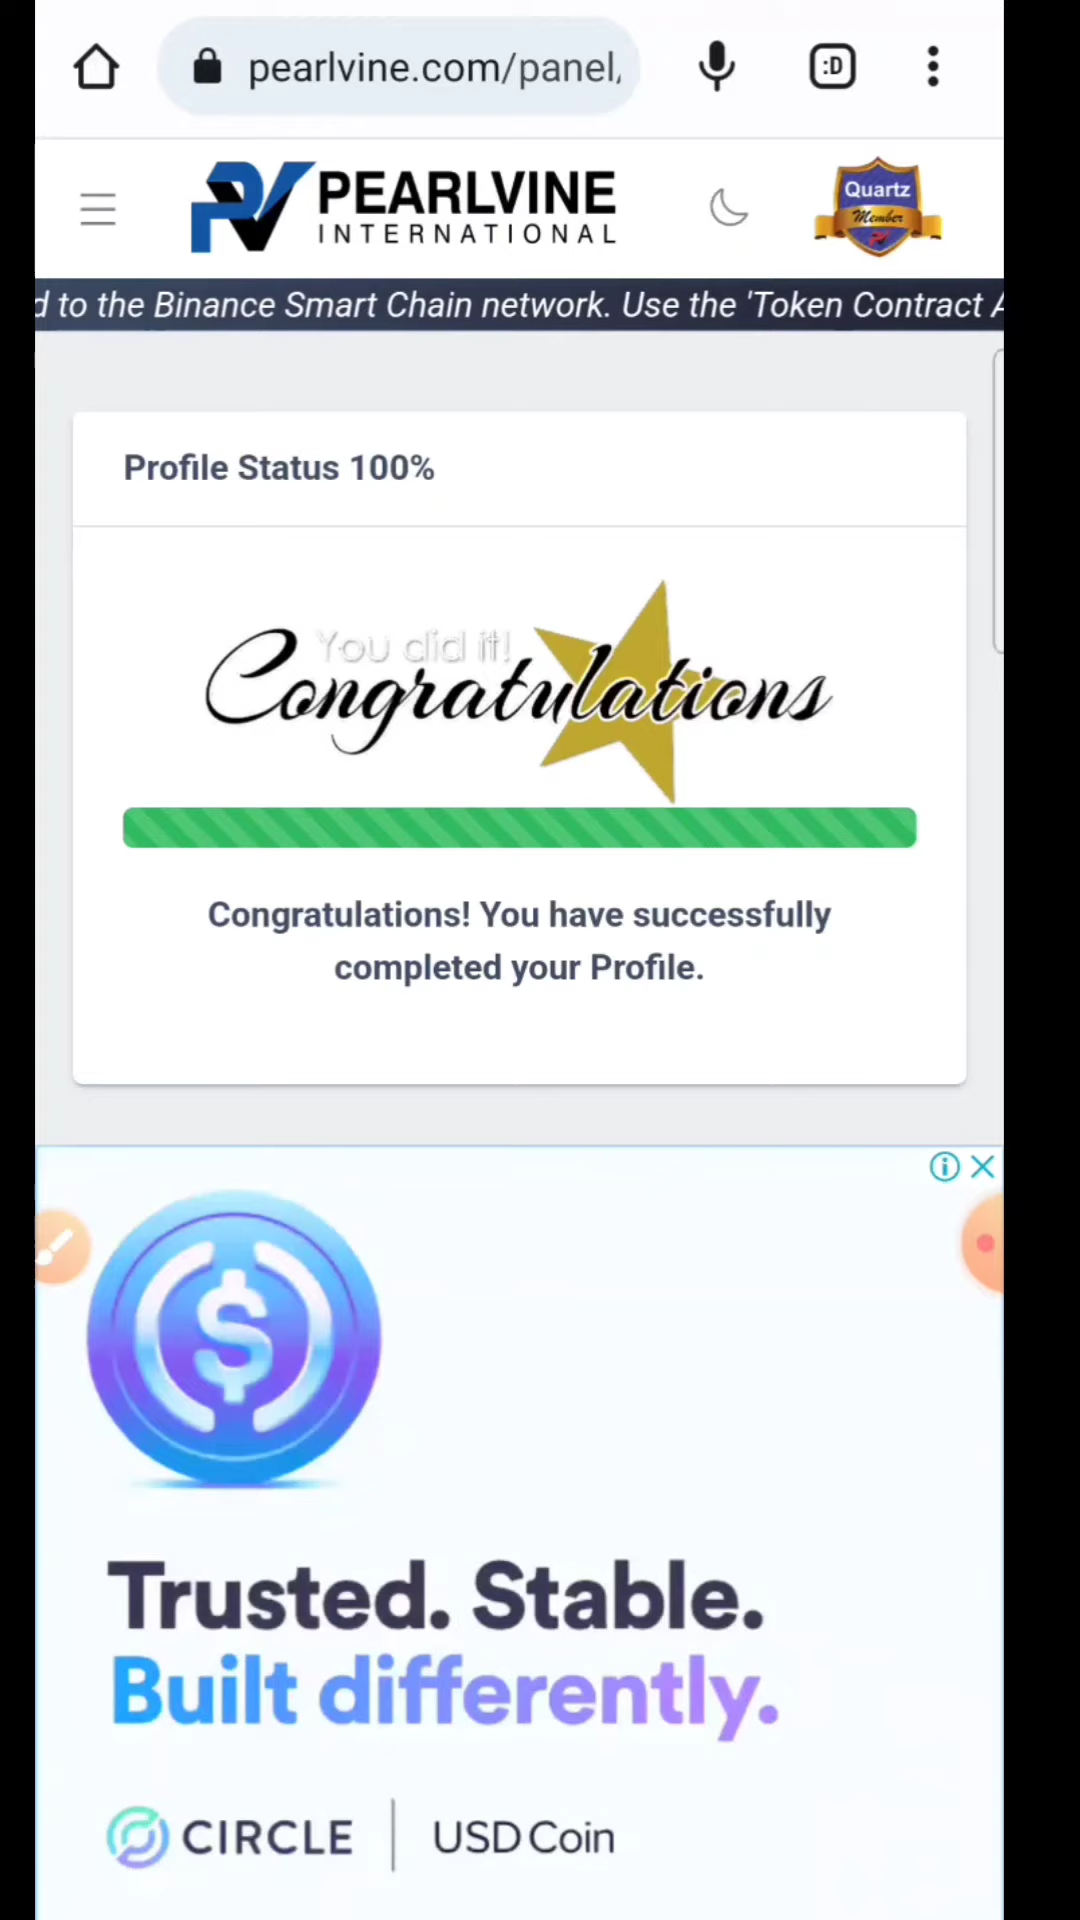 pearlvine.com/panel
:D
PEARLVINE
INTERNATIONAL
Quartz
Member
d to the Binance Smart Chain network. Use the 'Token Contract A
Profile Status 100%
You did it!
Congratulations
Congratulations! You have successfully
completed your Profile.
Trusted. Stable.
Built differently.
CIRCLE | USD Coin